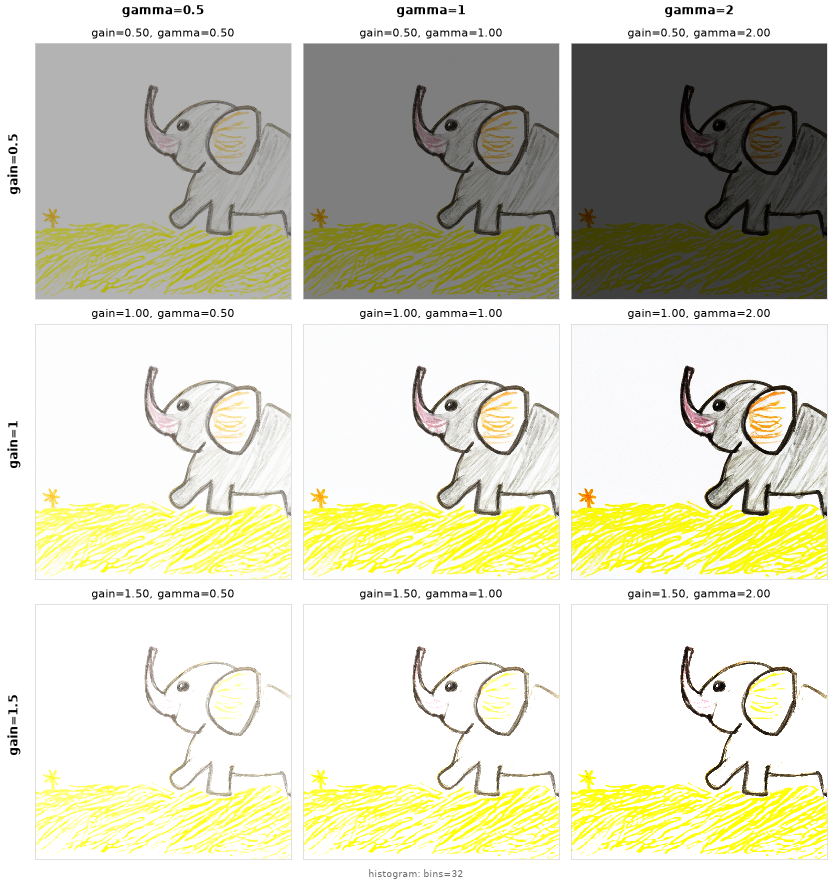 gamma=0.5 gamma=1 gamma=2
gain=0.50, gamma=0.50 gain=0.50, gamma=1.00 gain=0.50, gamma=2.00
gain=0.5
gain=1.00, gamma=0.50 gain=1.00, gamma=1.00 gain=1.00, gamma=2.00
gain=1
gain=1.50, gamma=0.50 gain=1.50, gamma=1.00 gain=1.50, gamma=2.00
gain=1.5
histogram: bins=32